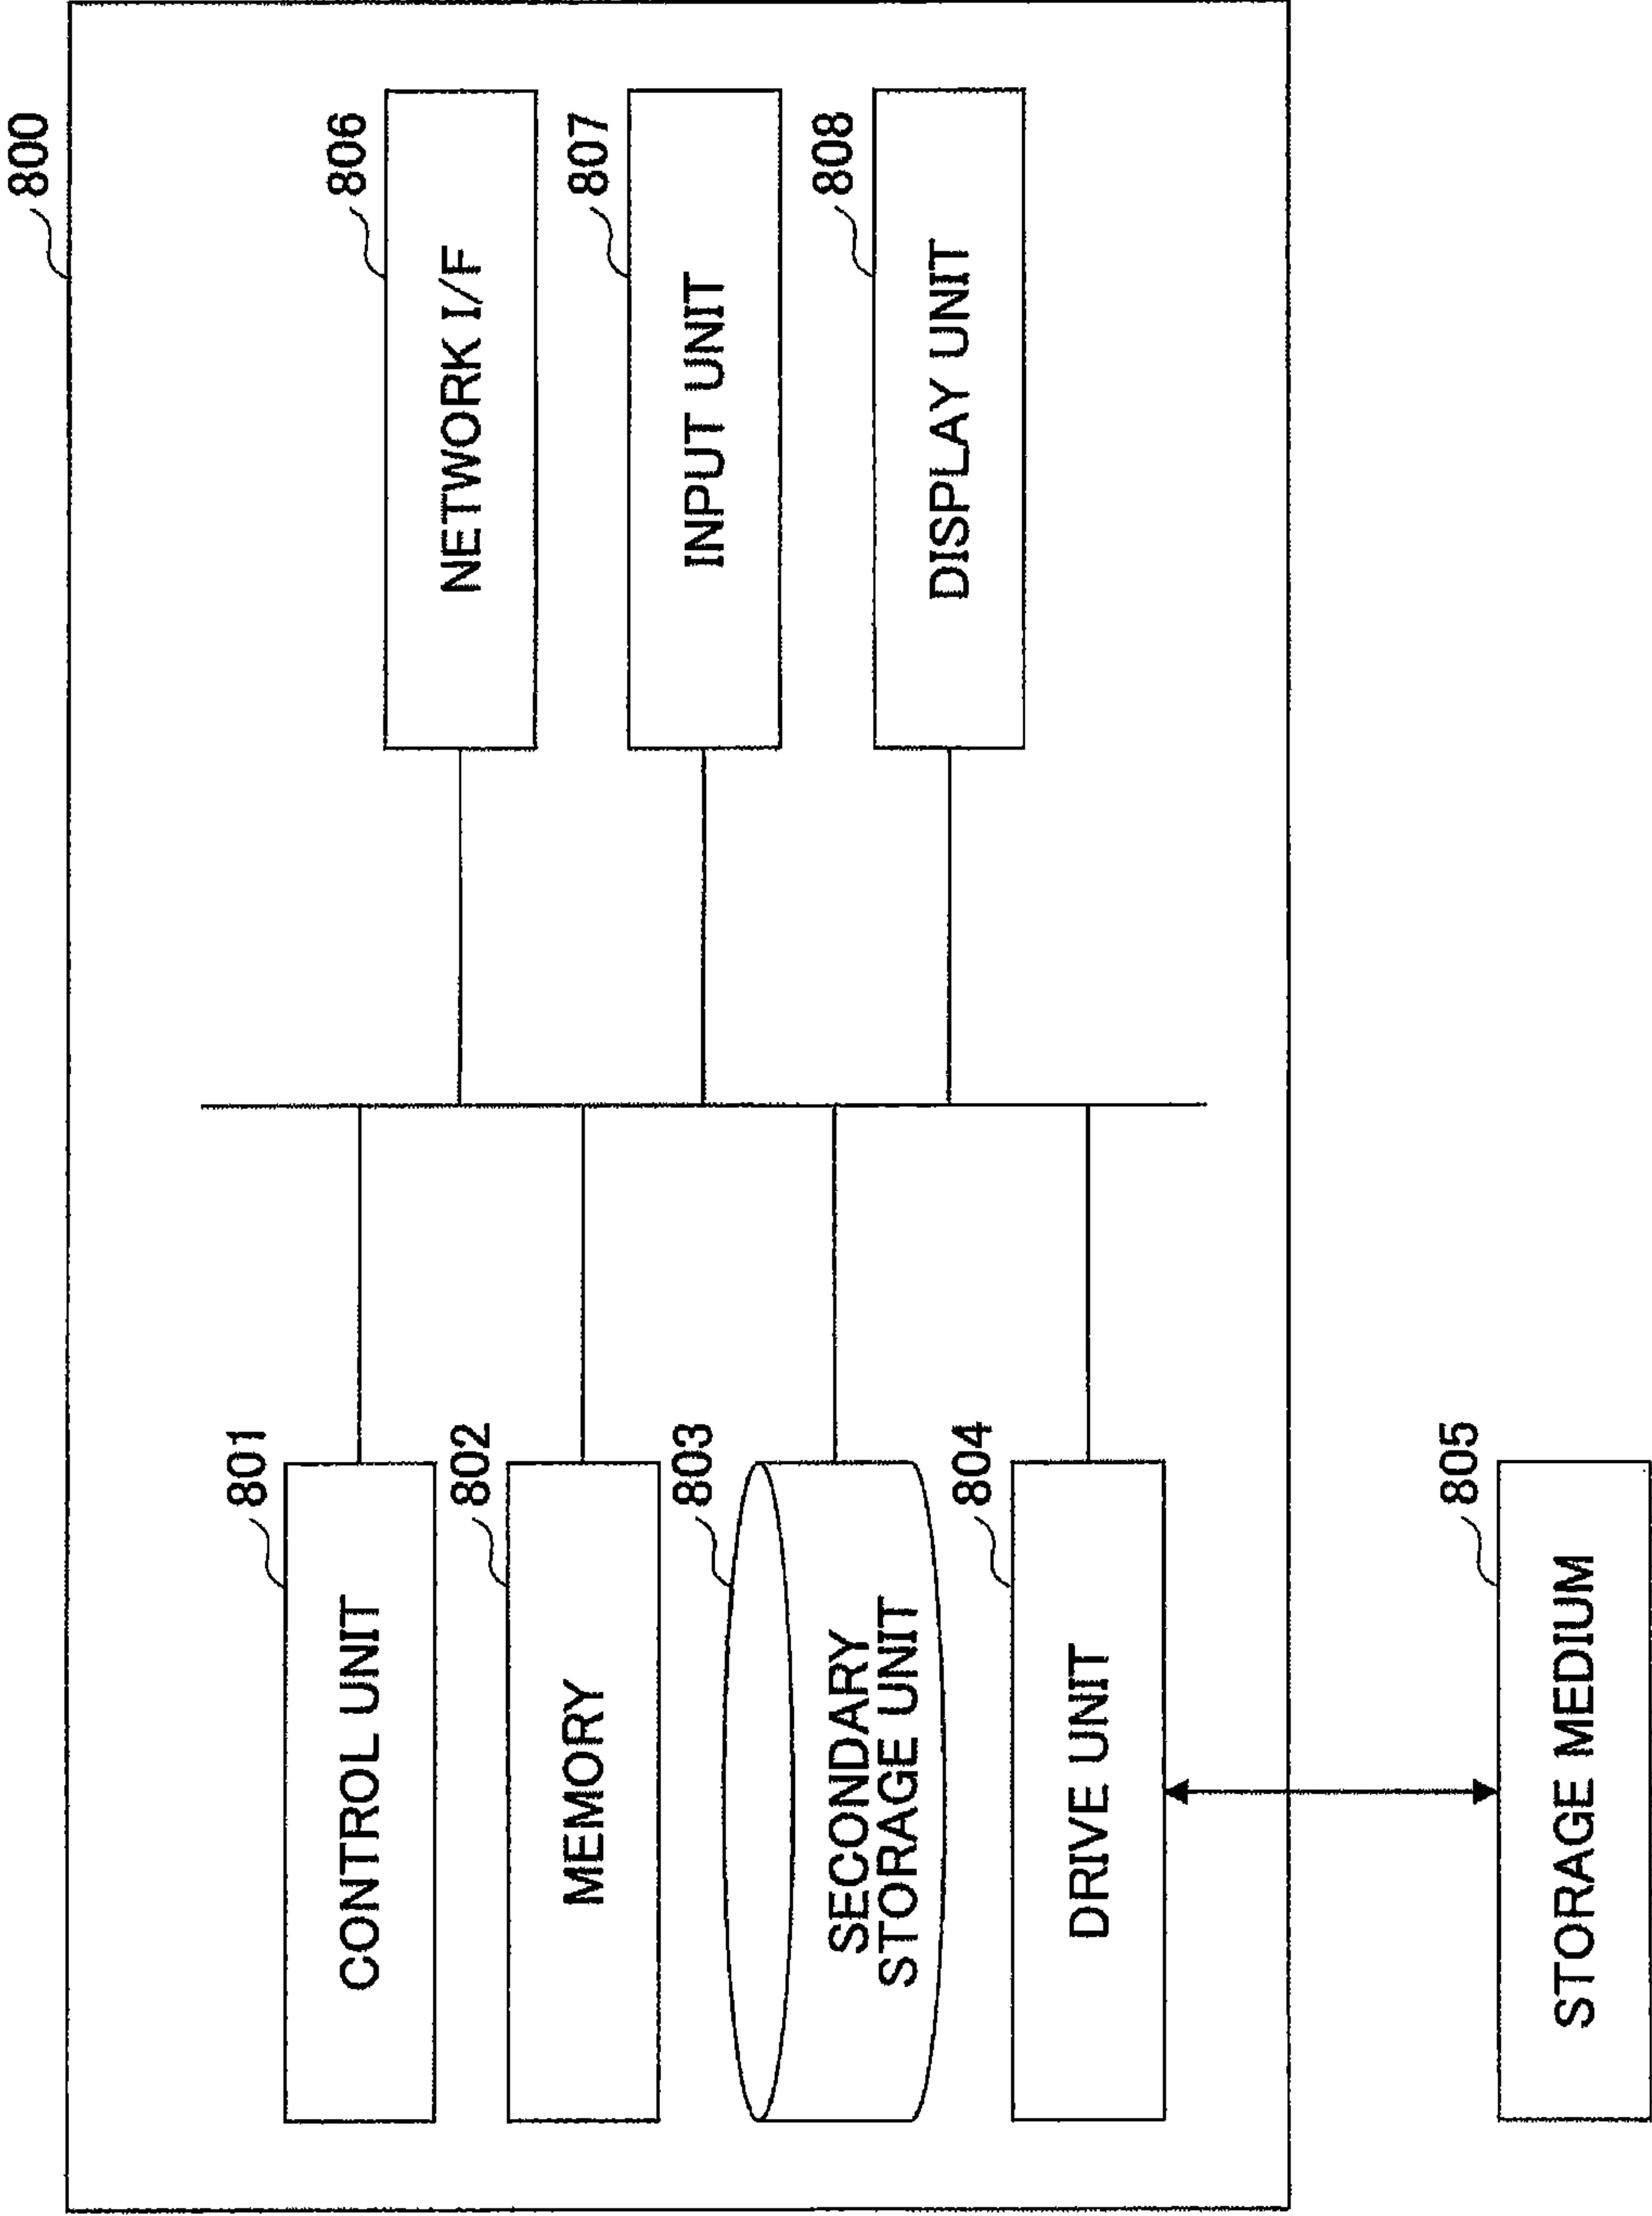 800
801
CONTROL UNIT
802
MEMORY
803
SECONDARY
STORAGE UNIT
804
DRIVE UNIT
805
STORAGE MEDIUM
806
NETWORK I/F
807
INPUT UNIT
808
DISPLAY UNIT